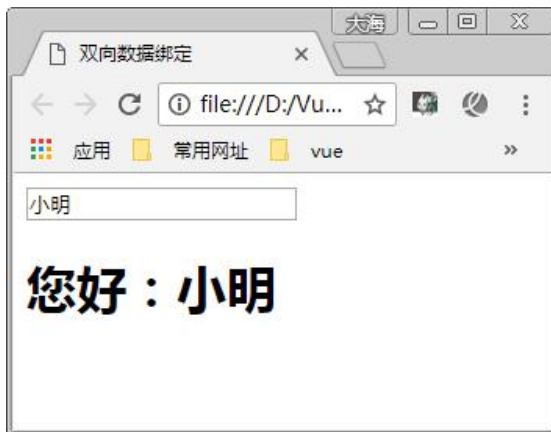 大海
双向数据绑定
file:///D:/Vu...
应用 常用网址 vue
小明
您好：小明